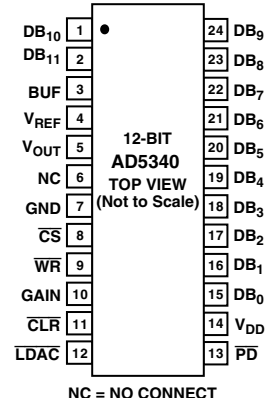 DB10 1 24 DB9
DB11 2 23 DB8
BUF 3 22 DB7
VREF 4 21 DB6
VOUT 5 20 DB5
NC 6 19 DB4
GND 7 18 DB3
CS 8 17 DB2
WR 9 16 DB1
GAIN 10 15 DB0
CLR 11 14 VDD
LDAC 12 13 PD
12-BIT
AD5340
TOP VIEW
(Not to Scale)
NC = NO CONNECT